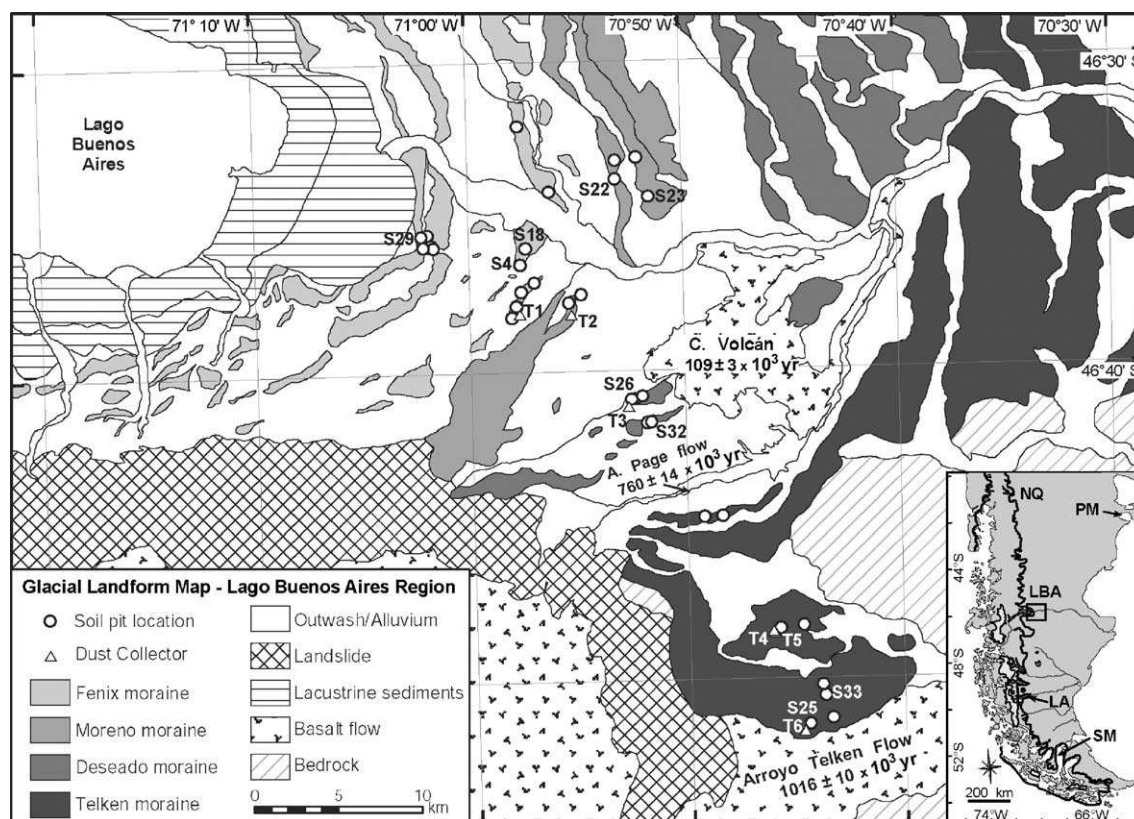 71°10' W
71°00' W
70°50' W
70°40' W
70°30' W
46°30' S
Lago
Buenos
Aires
S22
S23
S29
S18
S4
T1
T2
C. Volcán
109 ± 3 x 10³ yr
46°40' S
S26
T3
S32
A. Page flow
760 ± 14 x 10³ yr
T4
T5
S33
S25
T6
Arroyo Telken Flow
1016 ± 10 x 10³ yr
Glacial Landform Map - Lago Buenos Aires Region
Soil pit location
Dust Collector
Fenix moraine
Moreno moraine
Deseado moraine
Telken moraine
Outwash/Alluvium
Landslide
Lacustrine sediments
Basalt flow
Bedrock
0 5 10
km
NQ
PM
44°S
LBA
48°S
LA
SM
52°S
200 km
74°W
66°W